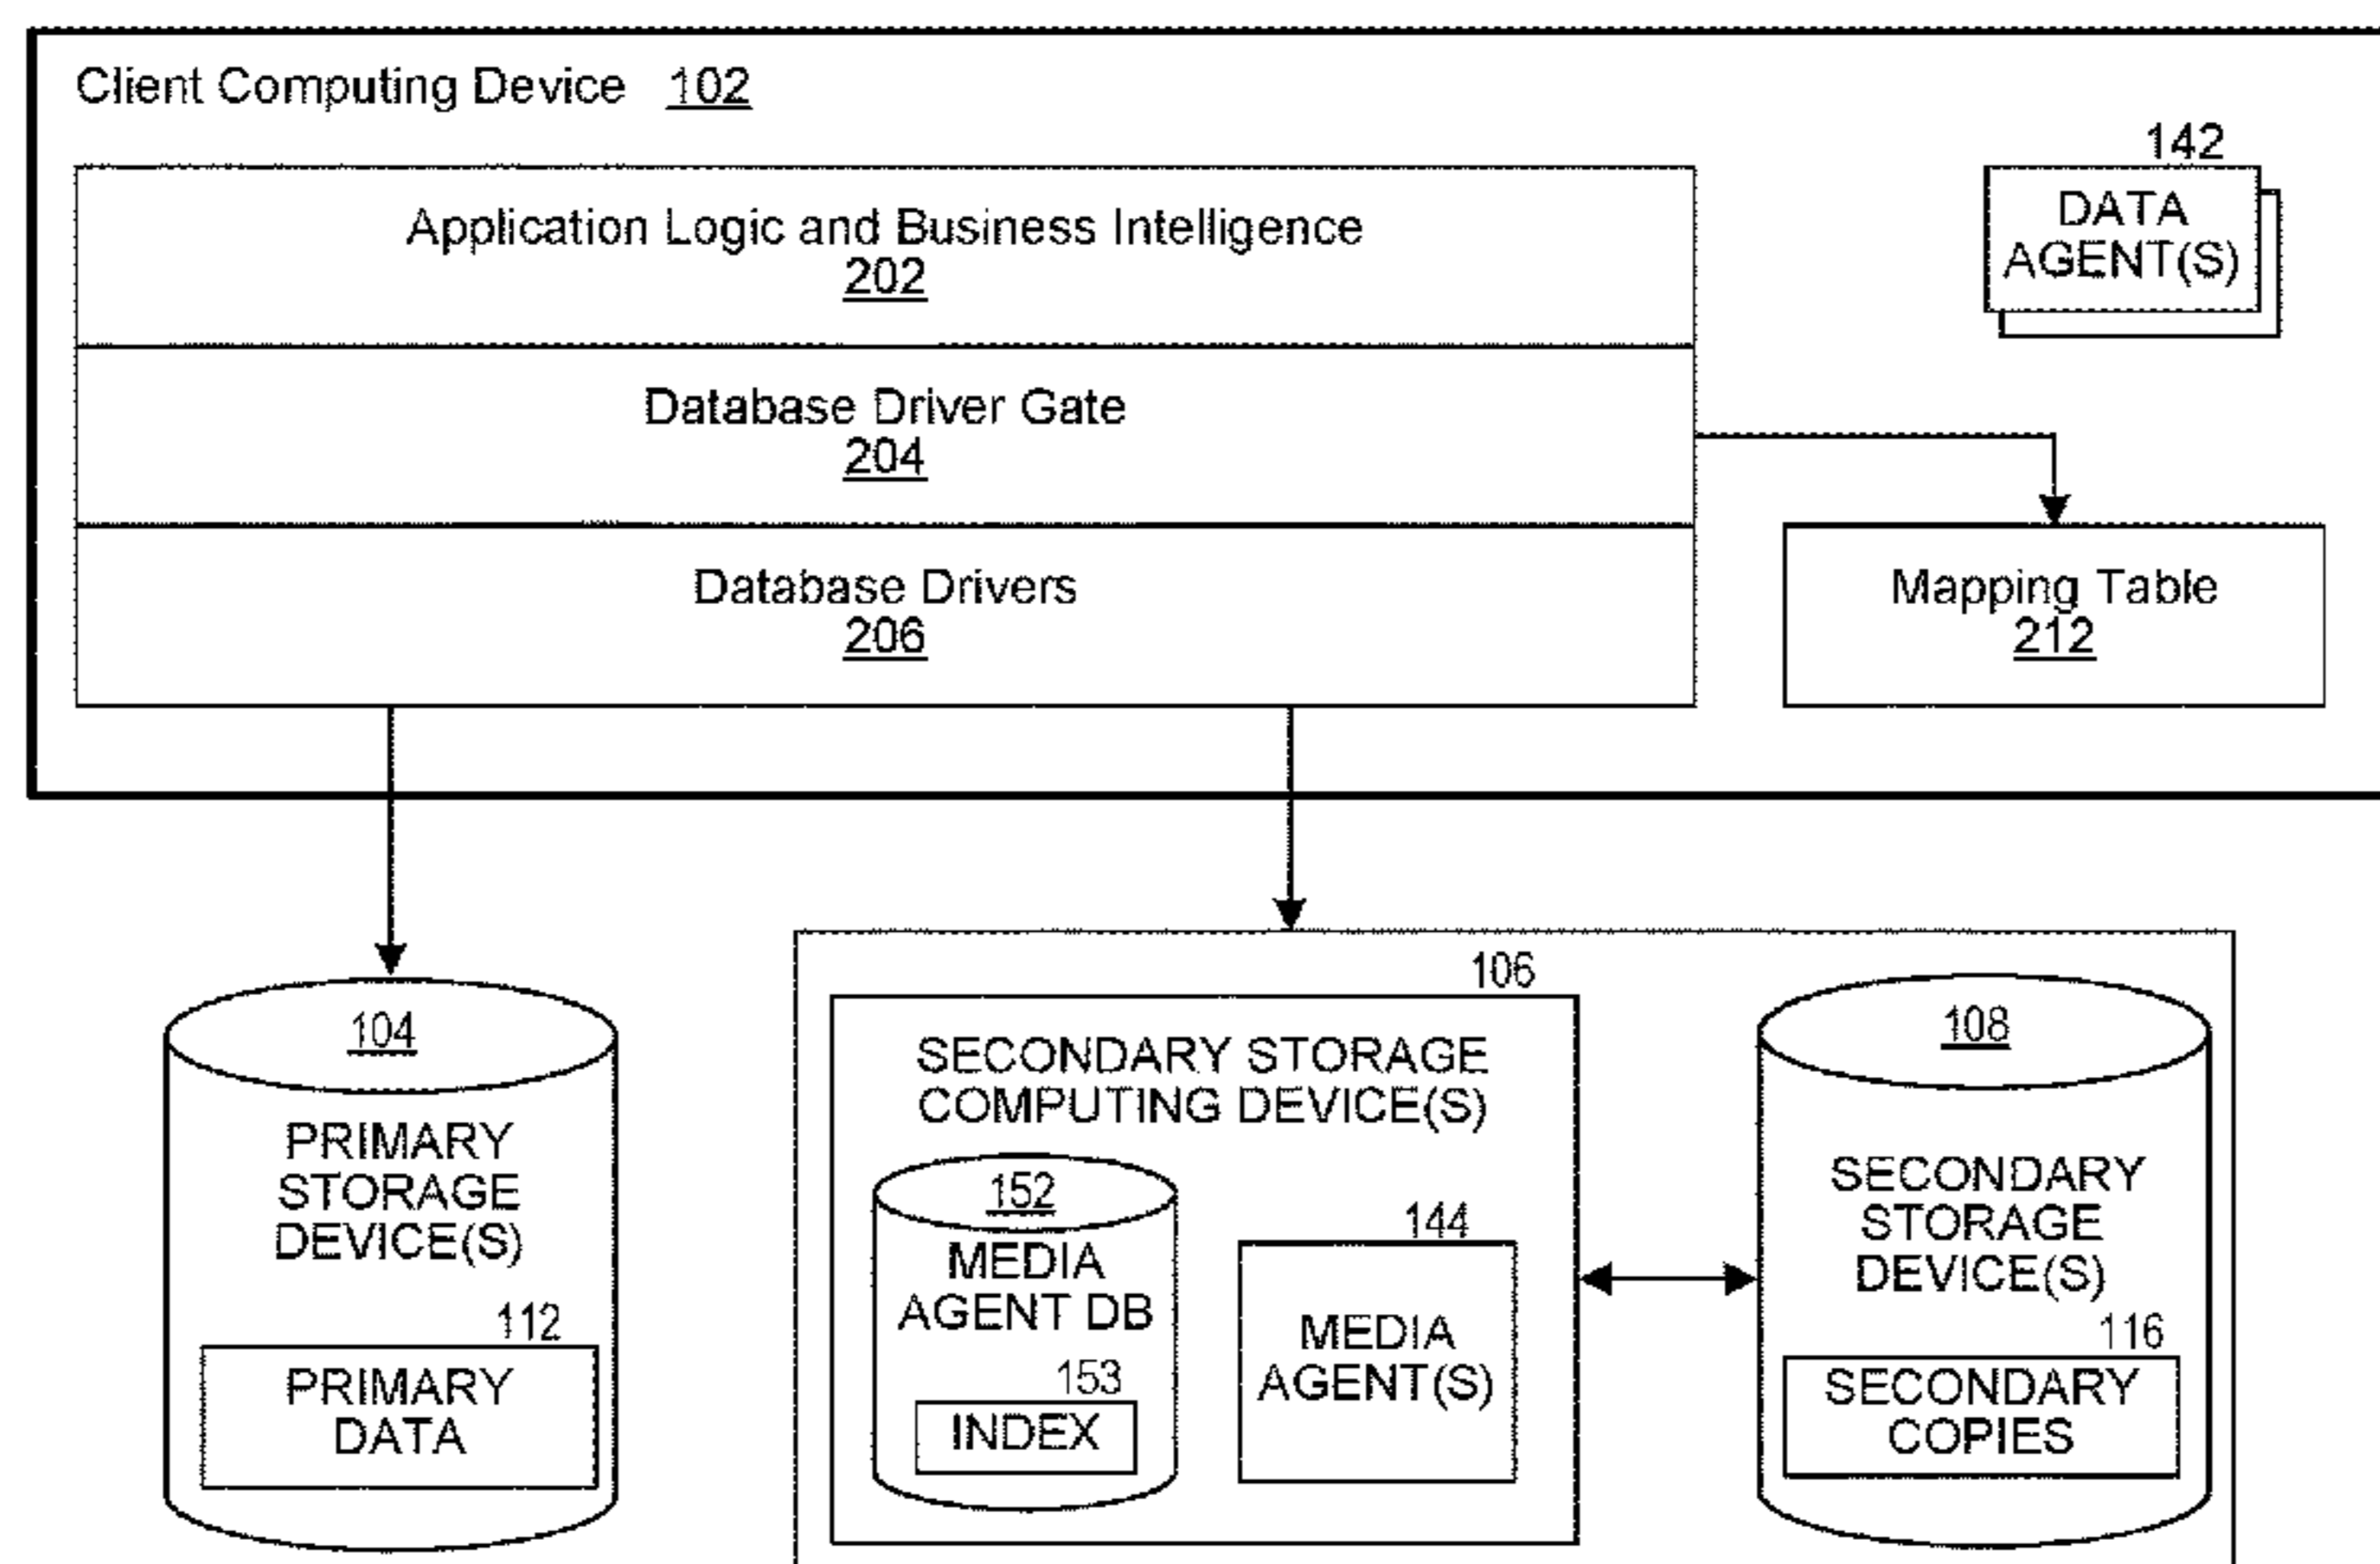 Client Computing Device 102
142
DATA
AGENT(S)
Application Logic and Business Intelligence
202
Database Driver Gate
204
Database Drivers
206
Mapping Table
212
104
PRIMARY
STORAGE
DEVICE(S)
112
PRIMARY
DATA
106
SECONDARY STORAGE
COMPUTING DEVICE(S)
152
MEDIA
AGENT DB
153
INDEX
144
MEDIA
AGENT(S)
108
SECONDARY
STORAGE
DEVICE(S)
116
SECONDARY
COPIES